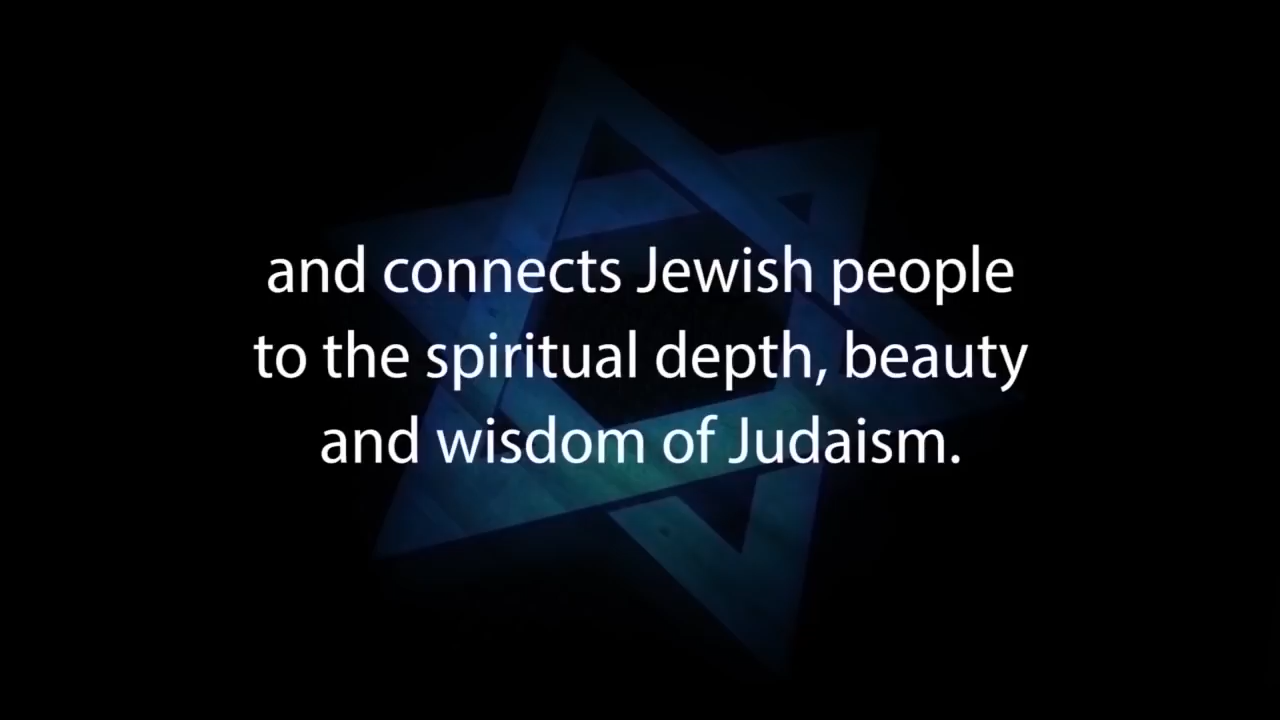 and connects Jewish people
to the spiritual depth, beauty
and wisdom of Judaism.